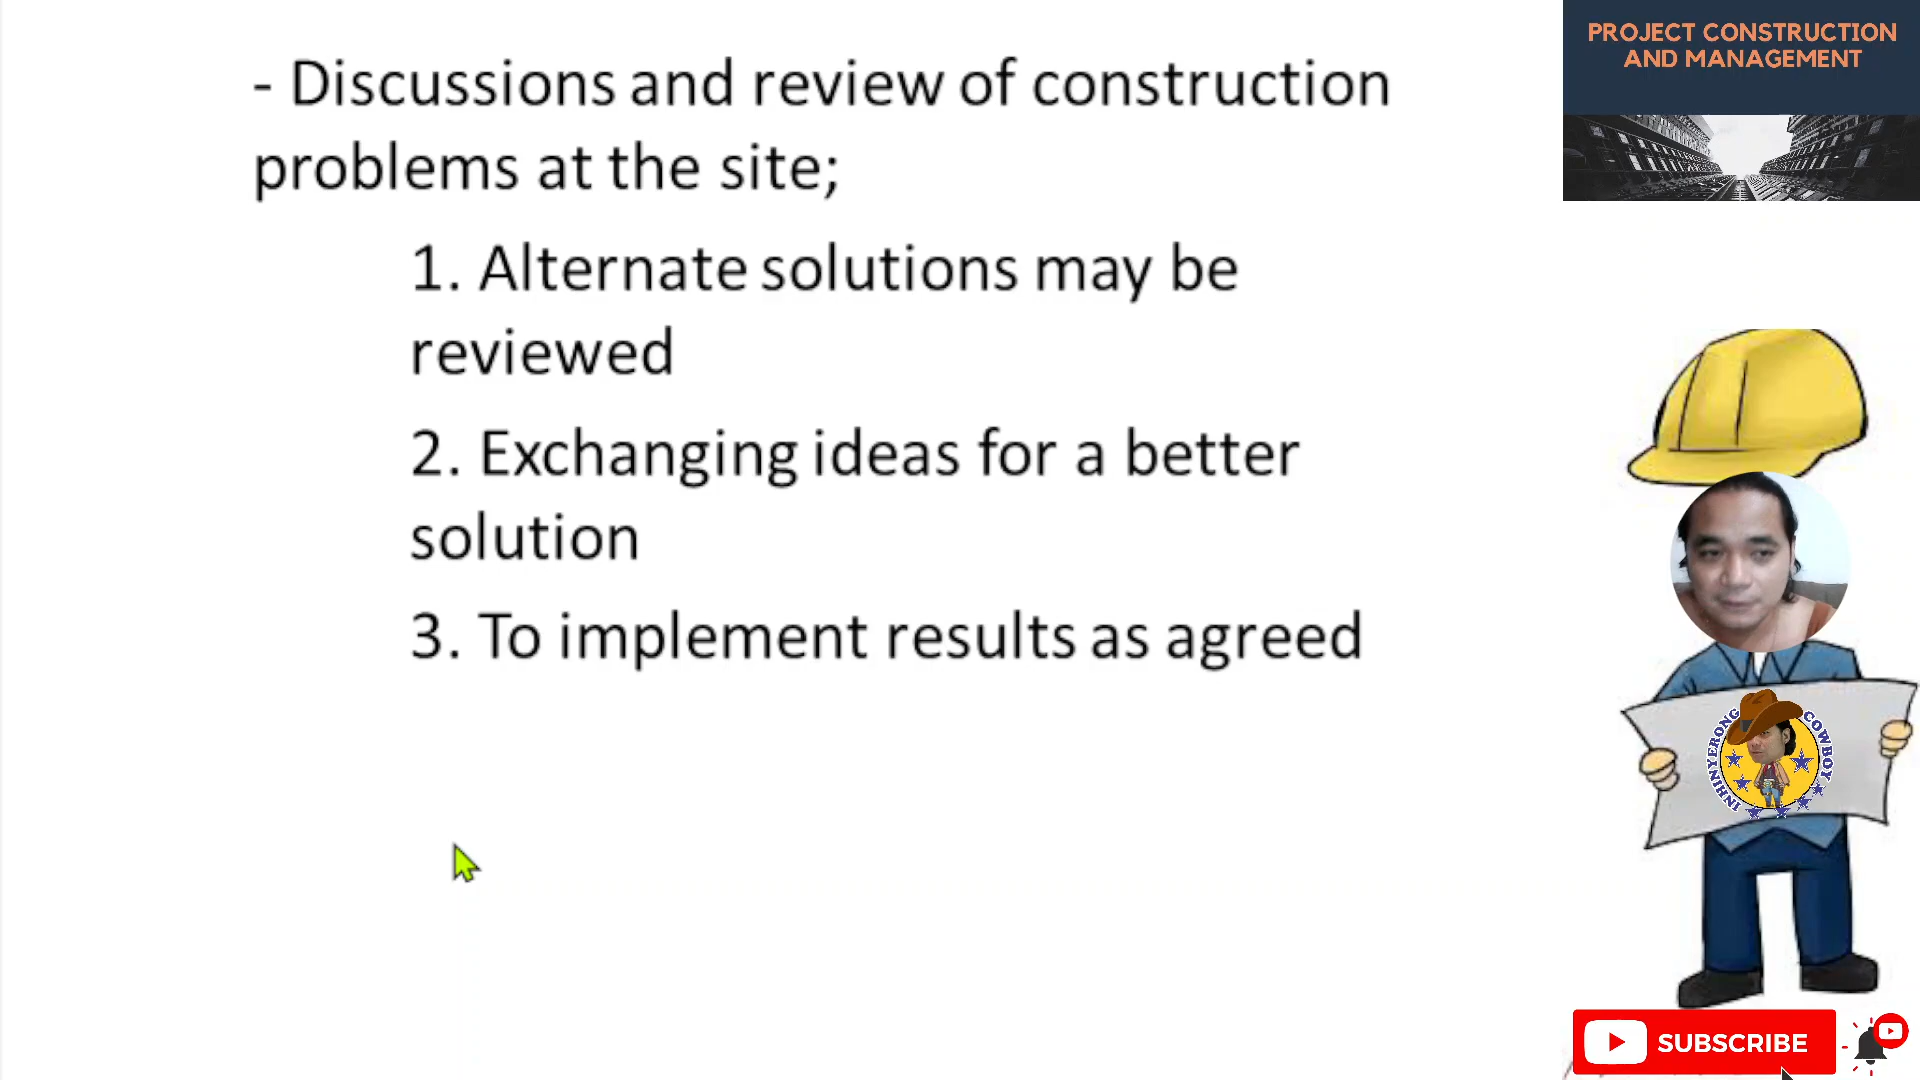 - Discussions and review of construction
problems at the site;
1. Alternate solutions may be
reviewed
2. Exchanging ideas for a better
solution
3. To implement results as agreed
PROJECT CONSTRUCTION
AND MANAGEMENT
INHINYERONG COWBOY
SUBSCRIBE